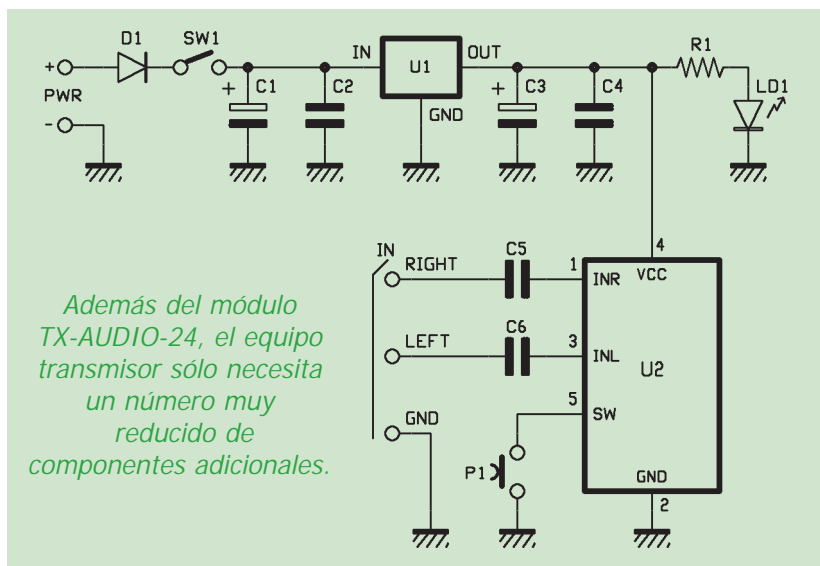 D1
SW1
+
PWR
-
+
C1
C2
IN
U1
OUT
GND
+
C3
C4
R1
LD1
IN
RIGHT
LEFT
GND
C5
C6
P1
1
3
5
4
VCC
INR
INL
SW
U2
GND
2
Además del módulo
TX-AUDIO-24, el equipo
transmisor sólo necesita
un número muy
reducido de
componentes adicionales.